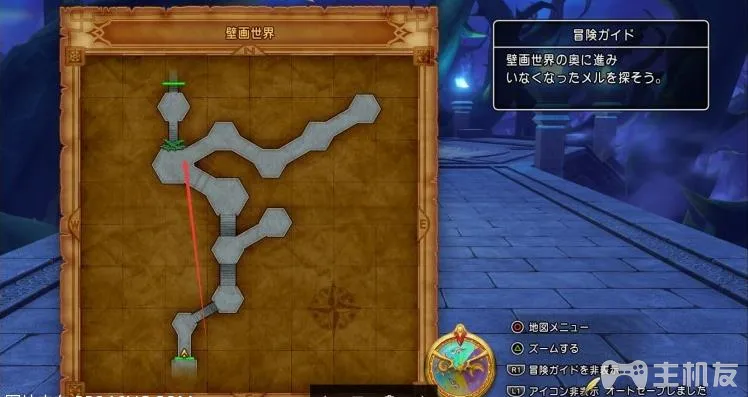 壁画世界
N
W
E
冒険ガイド
壁画世界の奥に進み
いなくなったメルを探そう。
地図メニュー
ズームする
R1 冒険ガイドを非表示
L1 アイコン非表示 オートセーブしました
主机友